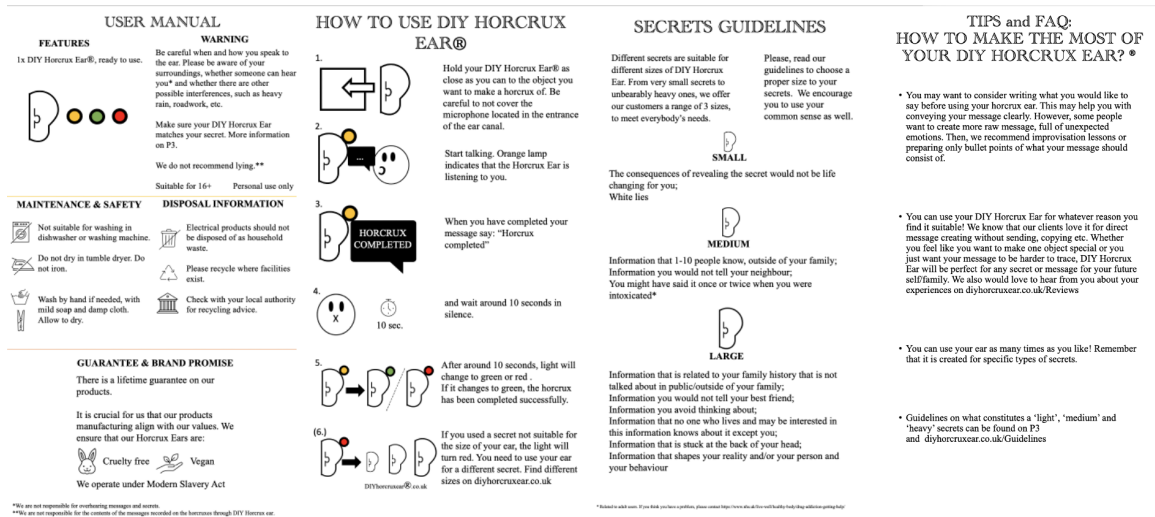 USER MANUAL
FEATURES
1x DIY Horcrux Ear®, ready to use.
WARNING
Be careful when and how you speak to
the ear. Please be aware of your
surroundings, whether someone can hear
you* and whether there are other
possible interferences, such as heavy
rain, roadwork, etc.
Make sure your DIY Horcrux Ear
matches your secret. More information
on P3.
We do not recommend lying.**
Suitable for 16+ Personal use only
MAINTENANCE & SAFETY
Not suitable for washing in
dishwasher or washing machine.
Do not dry in tumble dryer. Do
not iron.
Wash by hand if needed, with
mild soap and damp cloth.
Allow to dry.
DISPOSAL INFORMATION
Electrical products should not
be disposed of as household
waste.
Please recycle where facilities
exist.
Check with your local authority
for recycling advice.
GUARANTEE & BRAND PROMISE
There is a lifetime guarantee on our
products.
It is crucial for us that our products
manufacturing align with our values. We
ensure that our Horcrux Ears are:
Cruelty free
Vegan
We operate under Modern Slavery Act
*We are not responsible for overhearing messages and secrets.
**We are not responsible for the contents of the messages recorded on the horcruxes through DIY Horcrux ear.
HOW TO USE DIY HORCRUX
EAR®
1.
Hold your DIY Horcrux Ear® as
close as you can to the object you
want to make a horcrux of. Be
careful to not cover the
microphone located in the entrance
of the ear canal.
2.
...
Start talking. Orange lamp
indicates that the Horcrux Ear is
listening to you.
3.
HORCRUX
COMPLETED
When you have completed your
message say: “Horcrux
completed”
4.
x
10 sec.
and wait around 10 seconds in
silence.
5.
After around 10 seconds, light will
change to green or red .
If it changes to green, the horcrux
has been completed successfully.
(6.)
If you used a secret not suitable for
the size of your ear, the light will
turn red. You need to use your ear
for a different secret. Find different
sizes on diyhorcruxear.co.uk
DIYhorcruxear®.co.uk
SECRETS GUIDELINES
Different secrets are suitable for
different sizes of DIY Horcrux
Ear. From very small secrets to
unbearably heavy ones, we offer
our customers a range of 3 sizes,
to meet everybody's needs.
Please, read our
guidelines to choose a
proper size to your
secrets. We encourage
you to use your
common sense as well.
SMALL
The consequences of revealing the secret would not be life
changing for you;
White lies
MEDIUM
Information that 1-10 people know, outside of your family;
Information you would not tell your neighbour;
You might have said it once or twice when you were
intoxicated*
LARGE
Information that is related to your family history that is not
talked about in public/outside of your family;
Information you would not tell your best friend;
Information you avoid thinking about;
Information that no one who lives and may be interested in
this information knows about it except you;
Information that is stuck at the back of your head;
Information that shapes your reality and/or your person and
your behaviour
* Related to adult users. If you think you have a problem, please contact https://www.nhs.uk/live-well/healthy-body/drug-addiction-getting-help/
TIPS and FAQ:
HOW TO MAKE THE MOST OF
YOUR DIY HORCRUX EAR? ®
• You may want to consider writing what you would like to
say before using your horcrux ear. This may help you with
conveying your message clearly. However, some people
want to create more raw message, full of unexpected
emotions. Then, we recommend improvisation lessons or
preparing only bullet points of what your message should
consist of.
• You can use your DIY Horcrux Ear for whatever reason you
find it suitable! We know that our clients love it for direct
message creating without sending, copying etc. Whether
you feel like you want to make one object special or you
just want your message to be harder to trace, DIY Horcrux
Ear will be perfect for any secret or message for your future
self/family. We also would love to hear from you about your
experiences on diyhorcruxear.co.uk/Reviews
• You can use your ear as many times as you like! Remember
that it is created for specific types of secrets.
• Guidelines on what constitutes a ‘light’, ‘medium’ and
‘heavy’ secrets can be found on P3
and diyhorcruxear.co.uk/Guidelines